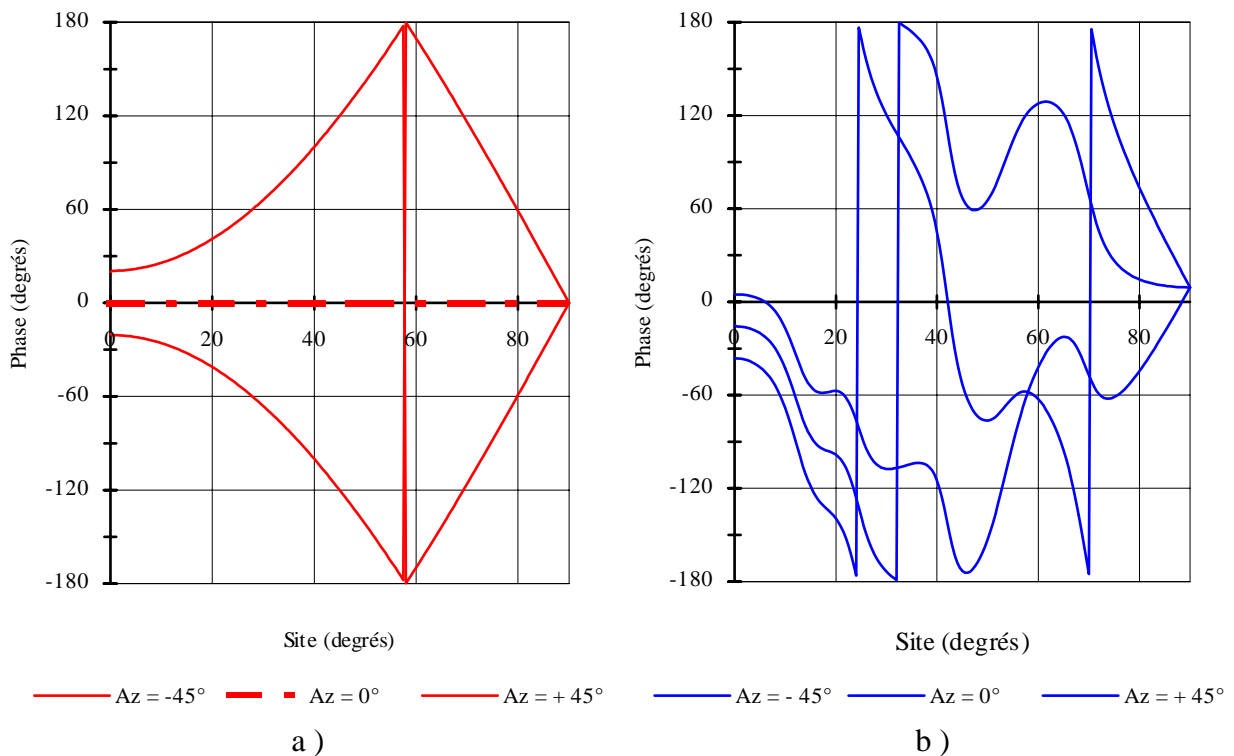 180
120
60
0
-60
-120
-180
0
20
40
60
80
Phase (degrés)
Site (degrés)
Az = -45°
Az = 0°
Az = + 45°
a )
180
120
60
0
-60
-120
-180
0
20
40
60
80
Phase (degrés)
Site (degrés)
Az = - 45°
Az = 0°
Az = + 45°
b )